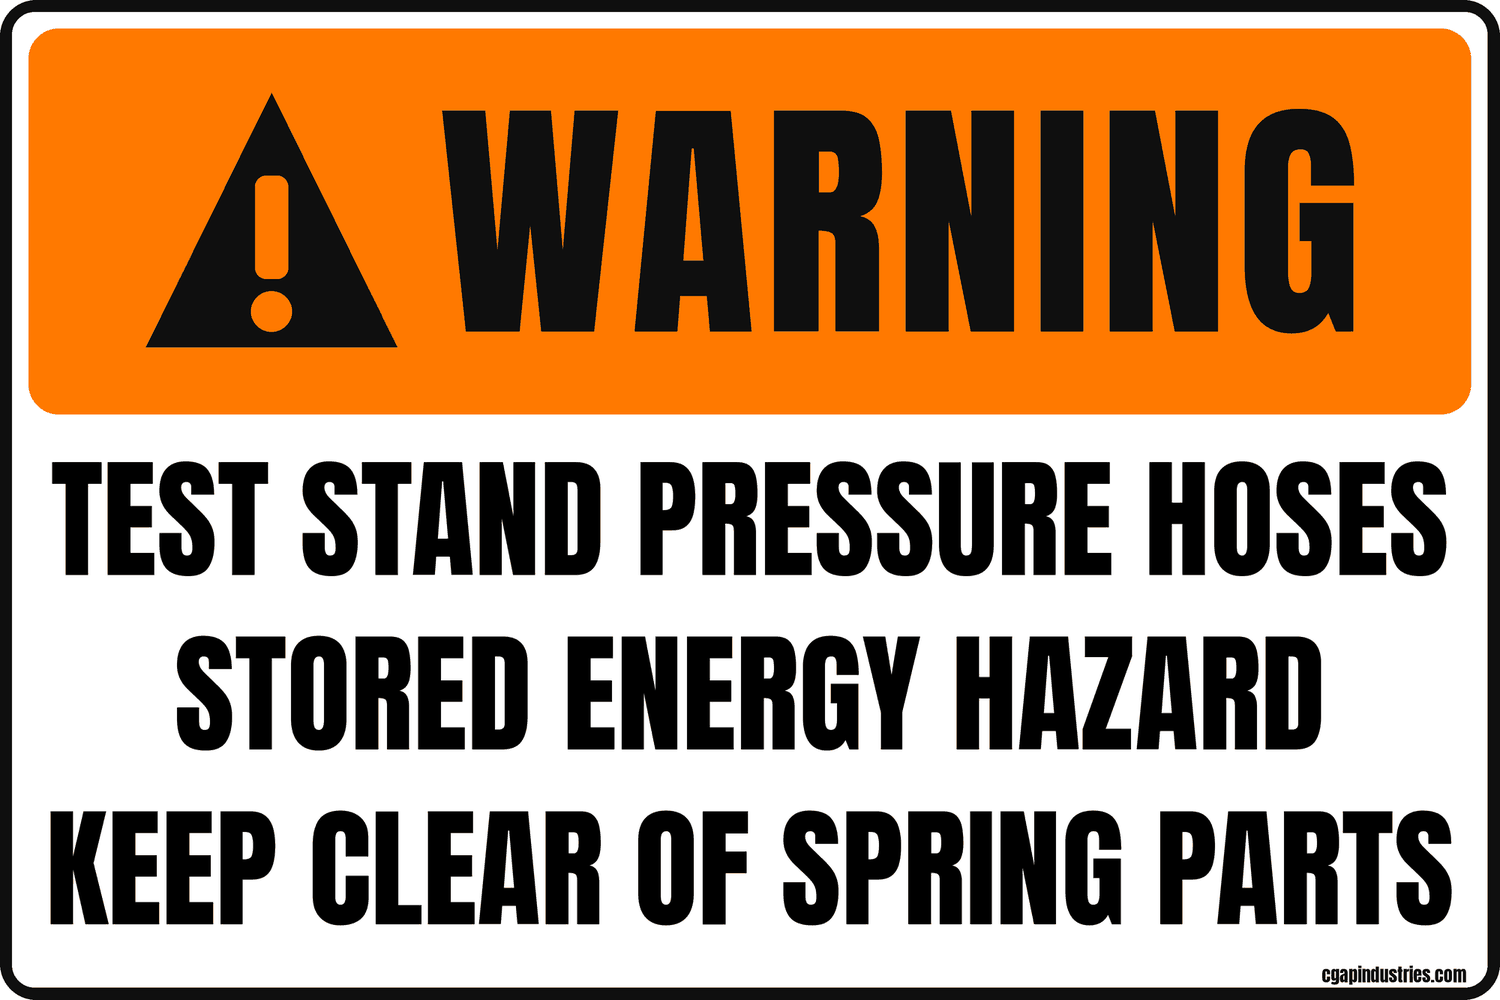 WARNING
TEST STAND PRESSURE HOSES
STORED ENERGY HAZARD
KEEP CLEAR OF SPRING PARTS
cgapindustries.com